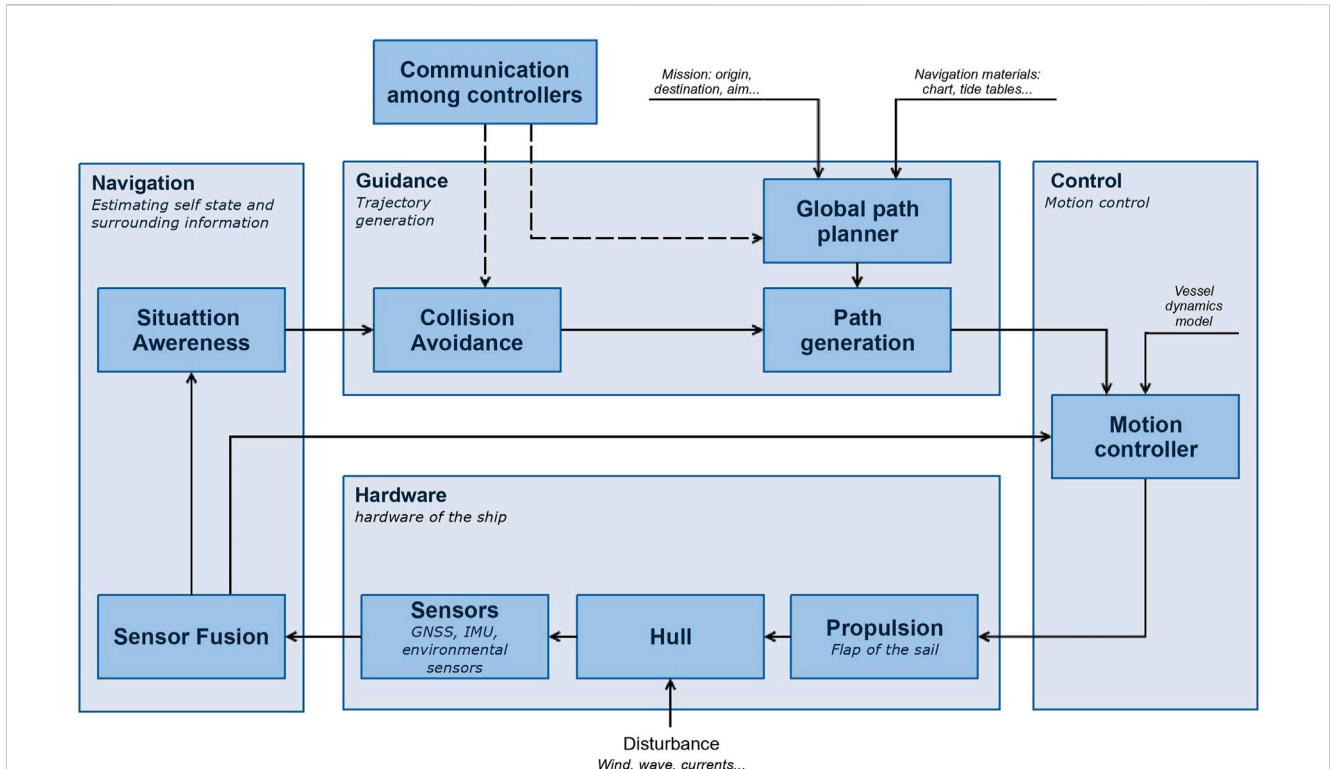 Communication
among controllers
Mission: origin,
destination, aim...
Navigation materials:
chart, tide tables...
Navigation
Estimating self state and
surrounding information
Guidance
Trajectory
generation
Global path
planner
Control
Motion control
Situattion
Awereness
Collision
Avoidance
Path
generation
Vessel
dynamics
model
Motion
controller
Hardware
hardware of the ship
Sensor Fusion
Sensors
GNSS, IMU,
environmental
sensors
Hull
Propulsion
Flap of the sail
Disturbance
Wind, wave, currents...